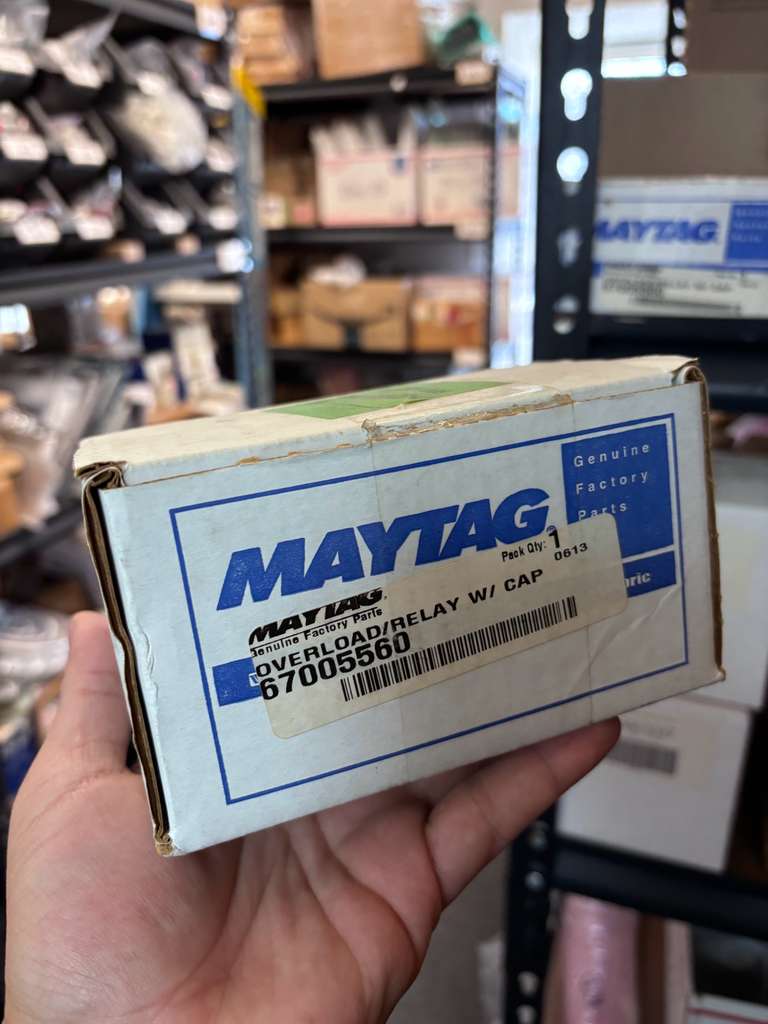 MAYTAG
MAYTAG
Genuine
Factory
Parts
Pack Qty: 1
0613
MAYTAG
Genuine Factory Parts
OVERLOAD/RELAY W/ CAP
67005560